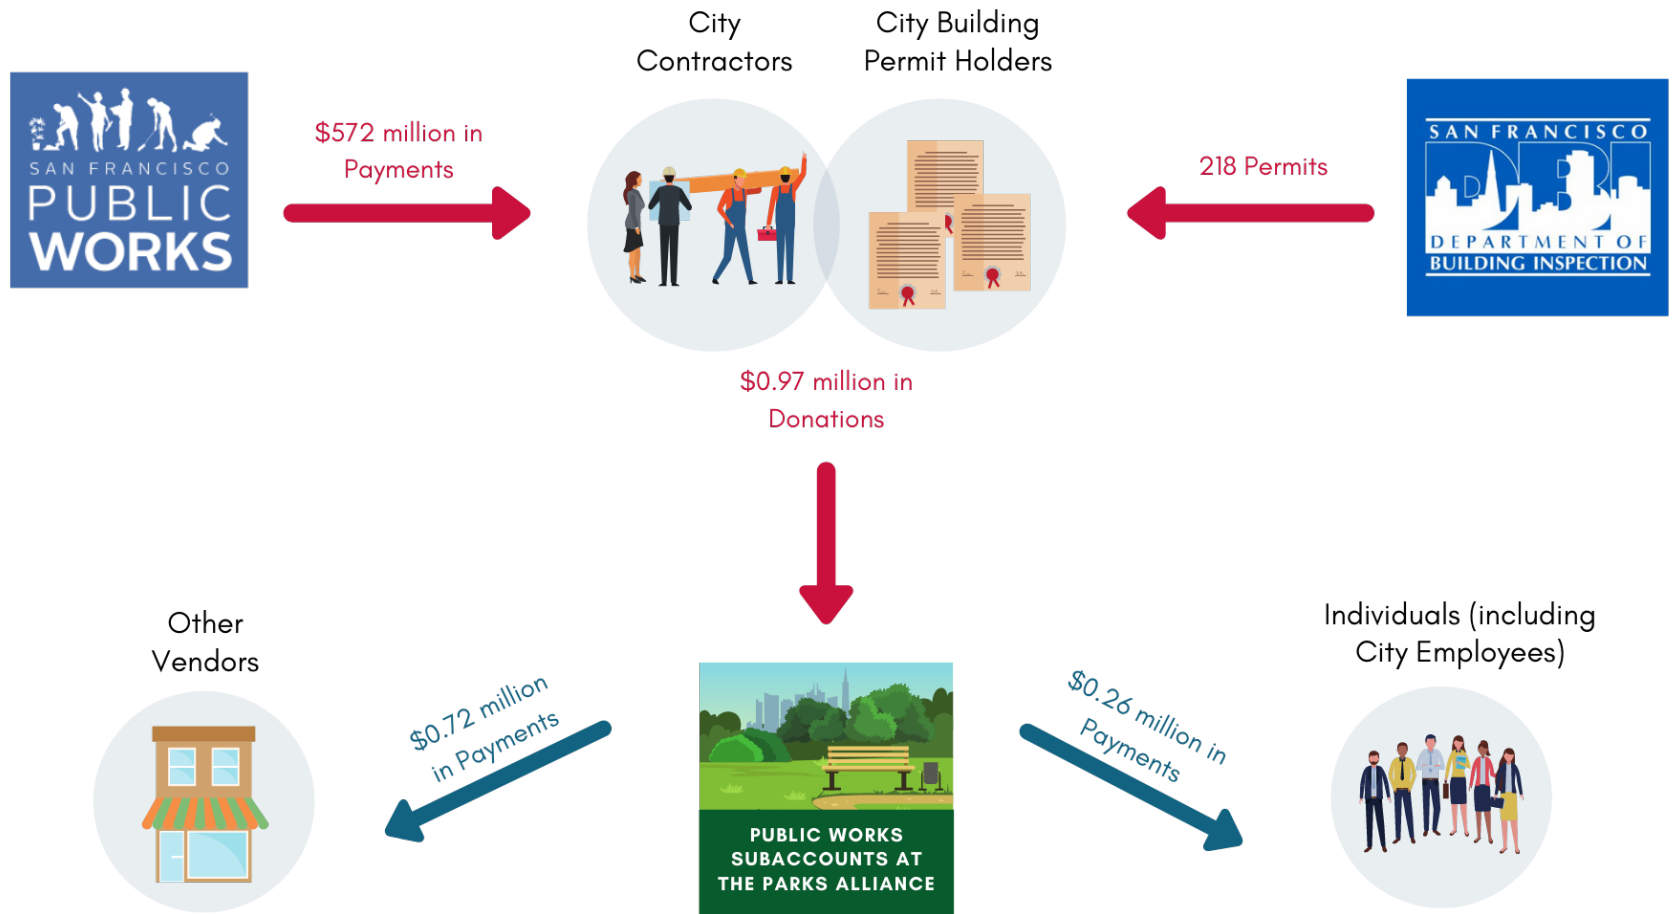 City
Contractors
City Building
Permit Holders
SAN FRANCISCO
PUBLIC
WORKS
$572 million in
Payments
218 Permits
SAN FRANCISCO
DBI
DEPARTMENT OF
BUILDING INSPECTION
$0.97 million in
Donations
Other
Vendors
$0.72 million
in Payments
PUBLIC WORKS
SUBACCOUNTS AT
THE PARKS ALLIANCE
$0.26 million in
Payments
Individuals (including
City Employees)